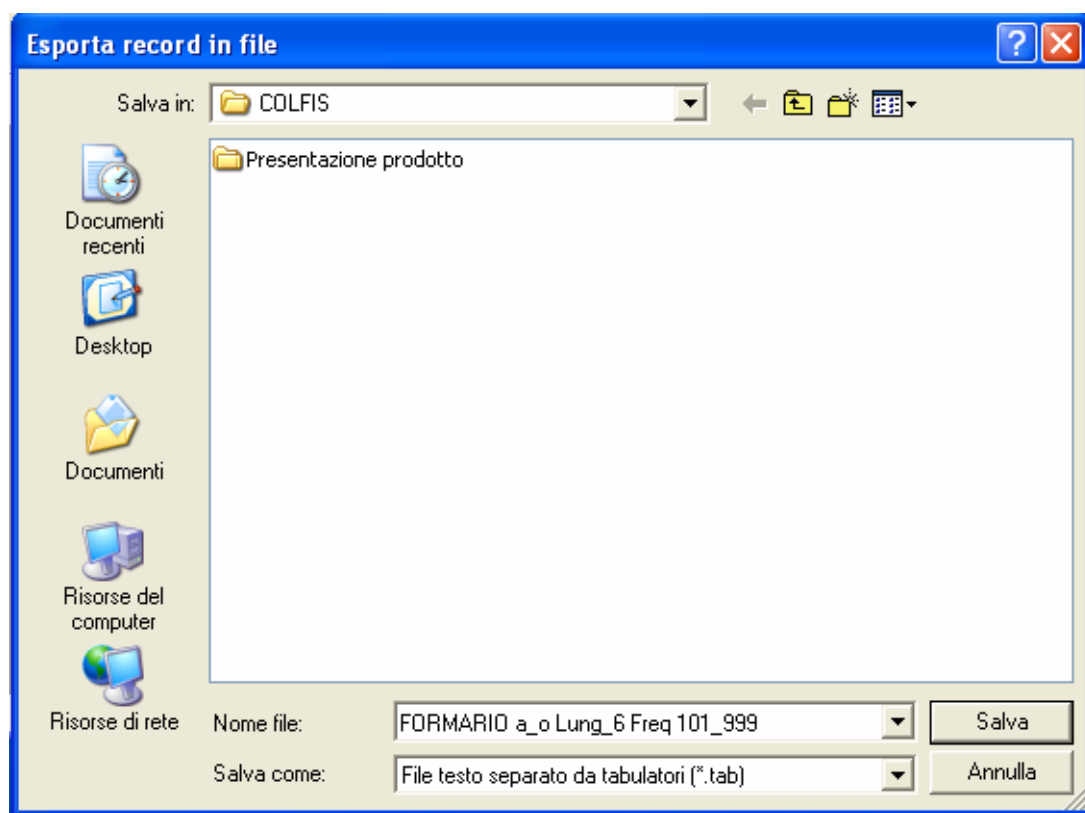 Esporta record in file
Salva in: COLFIS
Presentazione prodotto
Documenti
recenti
Desktop
Documenti
Risorse del
computer
Risorse di rete
Nome file: FORMARIO a_o Lung_6 Freq 101_999 Salva
Salva come: File testo separato da tabulatori (*.tab) Annulla